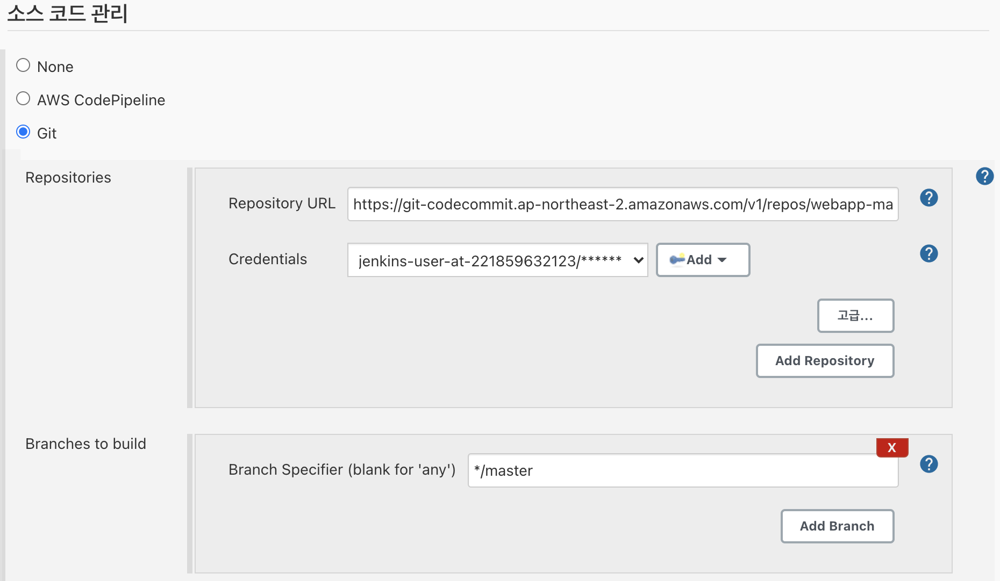 소스 코드 관리
None
AWS CodePipeline
Git
Repositories
?
Repository URL https://git-codecommit.ap-northeast-2.amazonaws.com/v1/repos/webapp-ma ?
Credentials jenkins-user-at-221859632123/****** Add ?
고급...
Add Repository
Branches to build
X
Branch Specifier (blank for 'any') */master ?
Add Branch